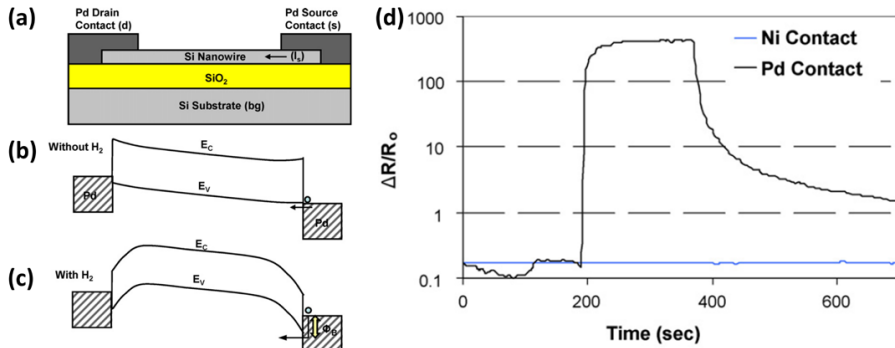 (a)
Pd Drain
Contact (d)
Pd Source
Contact (s)
Si Nanowire
(Is)
SiO2
Si Substrate (bg)
(b)
Without H2
EC
EV
Pd
Pd
(c)
With H2
EC
EV
ΦB
(d)
1000
100
10
1
0.1
ΔR/Ro
Ni Contact
Pd Contact
0
200
400
600
Time (sec)